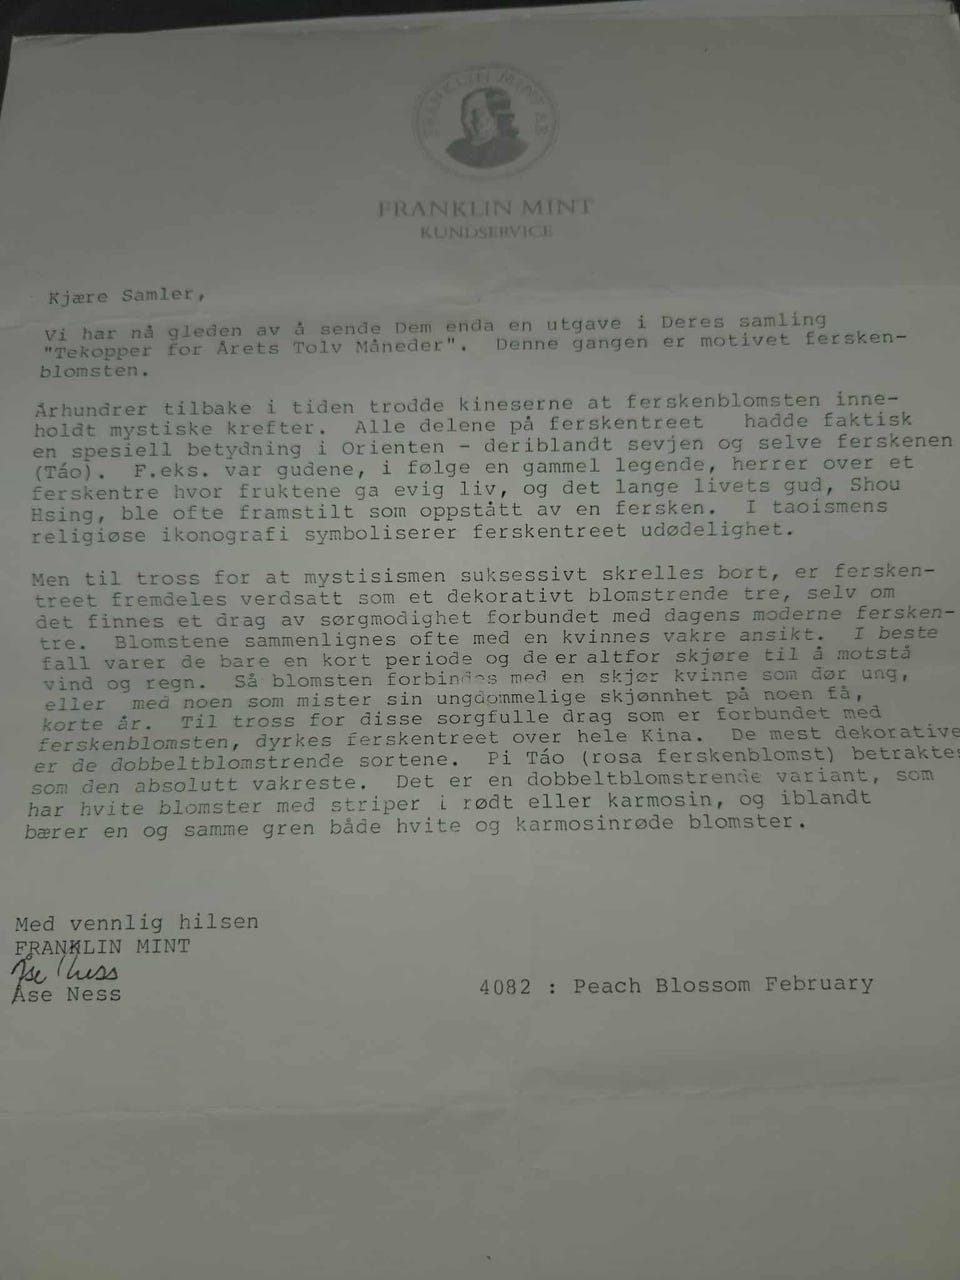 FRANKLIN MINT AB
FRANKLIN MINT
KUNDSERVICE
Kjære Samler,
Vi har nå gleden av å sende Dem enda en utgave i Deres samling
"Tekopper for Årets Tolv Måneder". Denne gangen er motivet fersken-
blomsten.
Århundrer tilbake i tiden trodde kineserne at ferskenblomsten inne-
holdt mystiske krefter. Alle delene på ferskentreet hadde faktisk
en spesiell betydning i Orienten - deriblandt sevjen og selve ferskenen
(Táo). F.eks. var gudene, i følge en gammel legende, herrer over et
ferskentre hvor fruktene ga evig liv, og det lange livets gud, Shou
Hsing, ble ofte framstilt som oppstått av en fersken. I taoismens
religiøse ikonografi symboliserer ferskentreet udødelighet.
Men til tross for at mystisismen suksessivt skrelles bort, er fersken-
treet fremdeles verdsatt som et dekorativt blomstrende tre, selv om
det finnes et drag av sørgmodighet forbundet med dagens moderne fersken-
tre. Blomstene sammenlignes ofte med en kvinnes vakre ansikt. I beste
fall varer de bare en kort periode og de er altfor skjøre til å motstå
vind og regn. Så blomsten forbindes med en skjør kvinne som dør ung,
eller med noen som mister sin ungdommelige skjønnhet på noen få,
korte år. Til tross for disse sorgfulle drag som er forbundet med
ferskenblomsten, dyrkes ferskentreet over hele Kina. De mest dekorative
er de dobbeltblomstrende sortene. Pi Táo (rosa ferskenblomst) betraktes
som den absolutt vakreste. Det er en dobbeltblomstrende variant, som
har hvite blomster med striper i rødt eller karmosin, og iblandt
bærer en og samme gren både hvite og karmosinrøde blomster.
Med vennlig hilsen
FRANKLIN MINT
Åse Ness
Åse Ness
4082 : Peach Blossom February